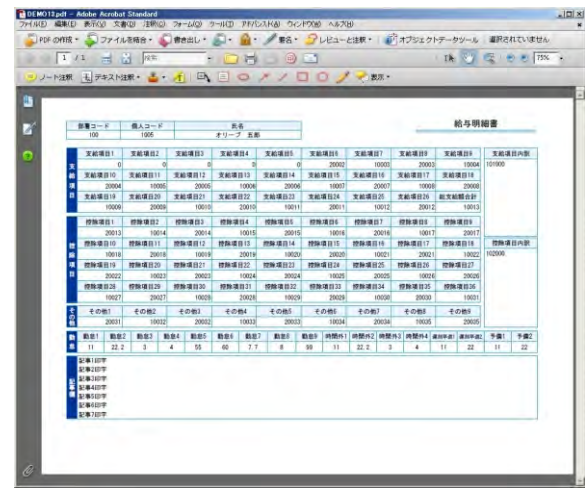 DEMO13.pdf - Adobe Acrobat Standard
ファイル(F) 編集(E) 表示(V) 文書(D) 注釈(C) フォーム(O) ツール(T) アドバンスト(A) ウィンドウ(W) ヘルプ(H)
PDF の作成 ファイルを結合 書き出し 署名 レビューと注釈 オブジェクトデータツール 選択されていません
1 / 1 検索 75%
ノート注釈 テキスト注釈 表示
給与明細書
部署コード 個人コード 氏名
100 1005 オリーブ 五郎
支給項目
支給項目1 支給項目2 支給項目3 支給項目4 支給項目5 支給項目6 支給項目7 支給項目8 支給項目9 支給項目内訳
0 0 0 0 0 20002 10003 20003 10004 101000
支給項目10 支給項目11 支給項目12 支給項目13 支給項目14 支給項目15 支給項目16 支給項目17 支給項目18
20004 10005 20005 10006 20006 10007 20007 10008 20008
支給項目19 支給項目20 支給項目21 支給項目22 支給項目23 支給項目24 支給項目25 支給項目26 総支給額合計
10009 20009 10010 20010 10011 20011 10012 20012 10013
控除項目
控除項目1 控除項目2 控除項目3 控除項目4 控除項目5 控除項目6 控除項目7 控除項目8 控除項目9
20013 10014 20014 10015 20015 10016 20016 10017 20017
控除項目10 控除項目11 控除項目12 控除項目13 控除項目14 控除項目15 控除項目16 控除項目17 控除項目18 控除項目内訳
10018 20018 10019 20019 10020 20020 10021 20021 10022 102000
控除項目19 控除項目20 控除項目21 控除項目22 控除項目23 控除項目24 控除項目25 控除項目26 控除項目27
20022 10023 20023 10024 20024 10025 20025 10026 20026
控除項目28 控除項目29 控除項目30 控除項目31 控除項目32 控除項目33 控除項目34 控除項目35 控除項目36
10027 20027 10028 20028 10029 20029 10030 20030 10031
その他
その他1 その他2 その他3 その他4 その他5 その他6 その他7 その他8 その他9
20031 10032 20032 10033 20033 10034 20034 10035 20035
勤怠
勤怠1 勤怠2 勤怠3 勤怠4 勤怠5 勤怠6 勤怠7 勤怠8 勤怠9 時間外1 時間外2 時間外3 時間外4 予備1 予備2
11 22.2 3 4 55 60 7.7 8 99 11 22.2 3 4 11 22 11 22
記事欄
記事1印字
記事2印字
記事3印字
記事4印字
記事5印字
記事6印字
記事7印字